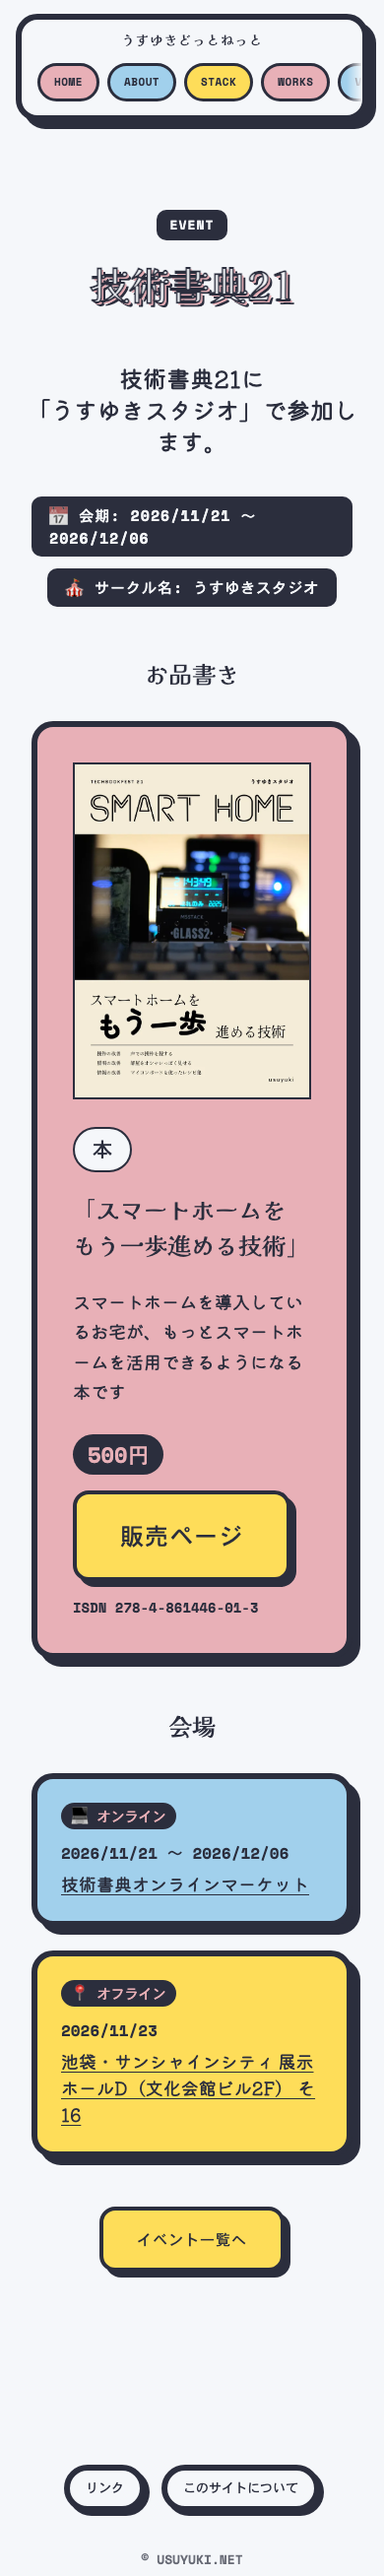 うすゆきどっとねっと
HOME
ABOUT
STACK
WORKS
EVENT
技術書典21
技術書典21に
「うすゆきスタジオ」で参加し
ます。
📅 会期: 2026/11/21 〜
2026/12/06
🎪 サークル名: うすゆきスタジオ
お品書き
TECHBOOKFEST 21
うすゆきスタジオ
SMART HOME
GLASS2
スマートホームを
もう一歩 進める技術
usuyuki
本
「スマートホームを
もう一歩進める技術」
スマートホームを導入してい
るお宅が、もっとスマートホ
ームを活用できるようになる
本です
500円
販売ページ
ISDN 278-4-861446-01-3
会場
💻 オンライン
2026/11/21 〜 2026/12/06
技術書典オンラインマーケット
📍 オフライン
2026/11/23
池袋・サンシャインシティ 展示
ホールD（文化会館ビル2F） そ
16
イベント一覧へ
リンク
このサイトについて
© USUYUKI.NET